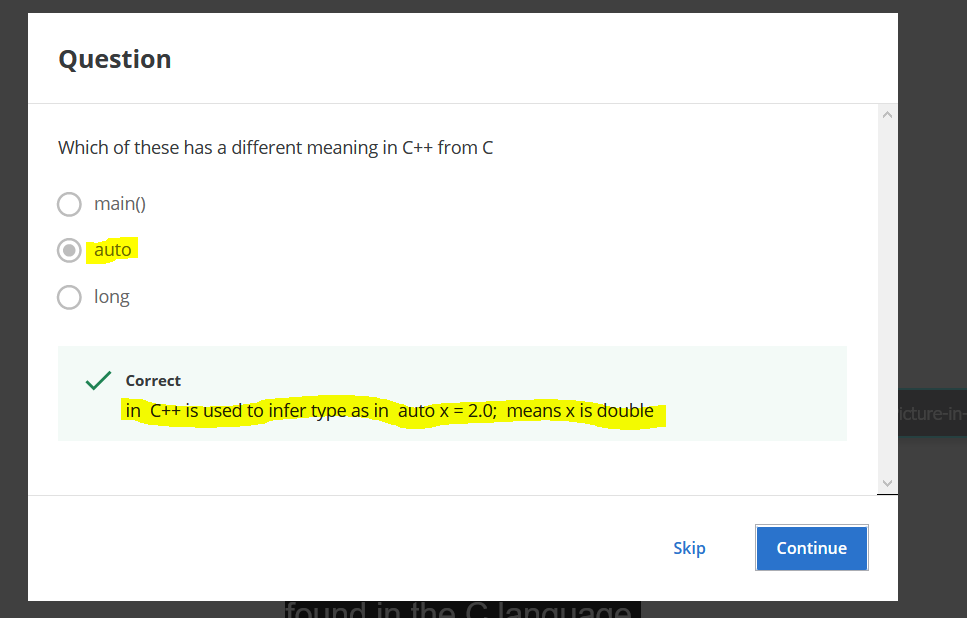 Question
Which of these has a different meaning in C++ from C
main()
auto
long
Correct
in C++ is used to infer type as in auto x = 2.0; means x is double
icture-in-
Skip
Continue
found in the C language